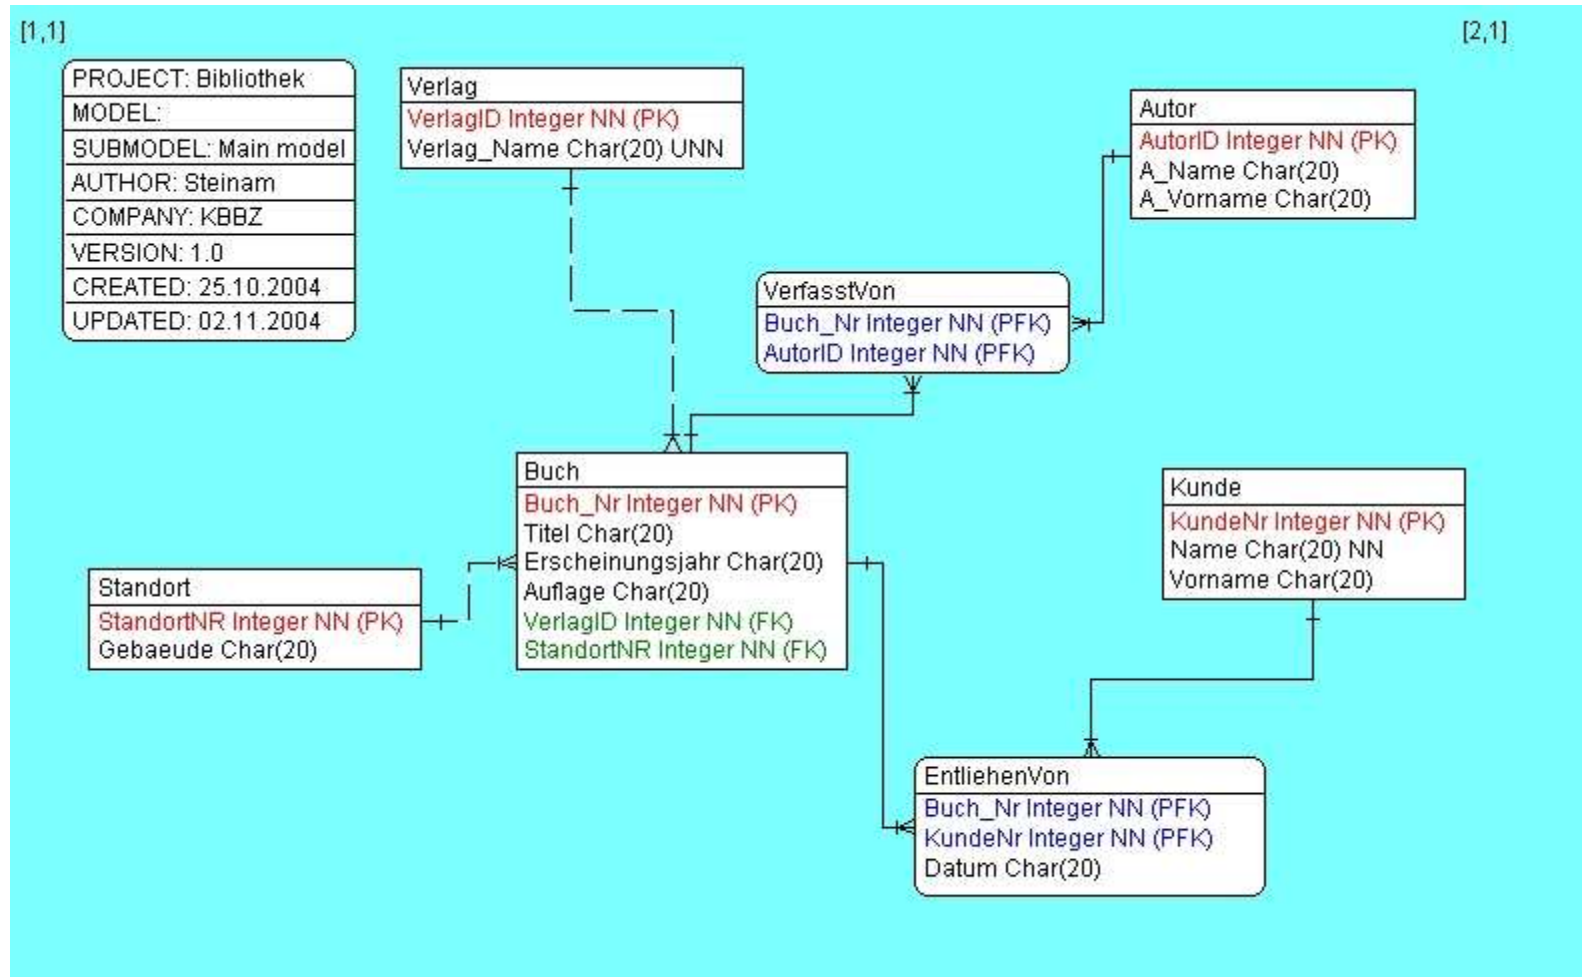 [1,1]
[2,1]
PROJECT: Bibliothek
MODEL:
SUBMODEL: Main model
AUTHOR: Steinam
COMPANY: KBBZ
VERSION: 1.0
CREATED: 25.10.2004
UPDATED: 02.11.2004
Verlag
VerlagID Integer NN (PK)
Verlag_Name Char(20) UNN
Autor
AutorID Integer NN (PK)
A_Name Char(20)
A_Vorname Char(20)
VerfasstVon
Buch_Nr Integer NN (PFK)
AutorID Integer NN (PFK)
Buch
Buch_Nr Integer NN (PK)
Titel Char(20)
Erscheinungsjahr Char(20)
Auflage Char(20)
VerlagID Integer NN (FK)
StandortNR Integer NN (FK)
Kunde
KundeNr Integer NN (PK)
Name Char(20) NN
Vorname Char(20)
Standort
StandortNR Integer NN (PK)
Gebaeude Char(20)
EntliehenVon
Buch_Nr Integer NN (PFK)
KundeNr Integer NN (PFK)
Datum Char(20)